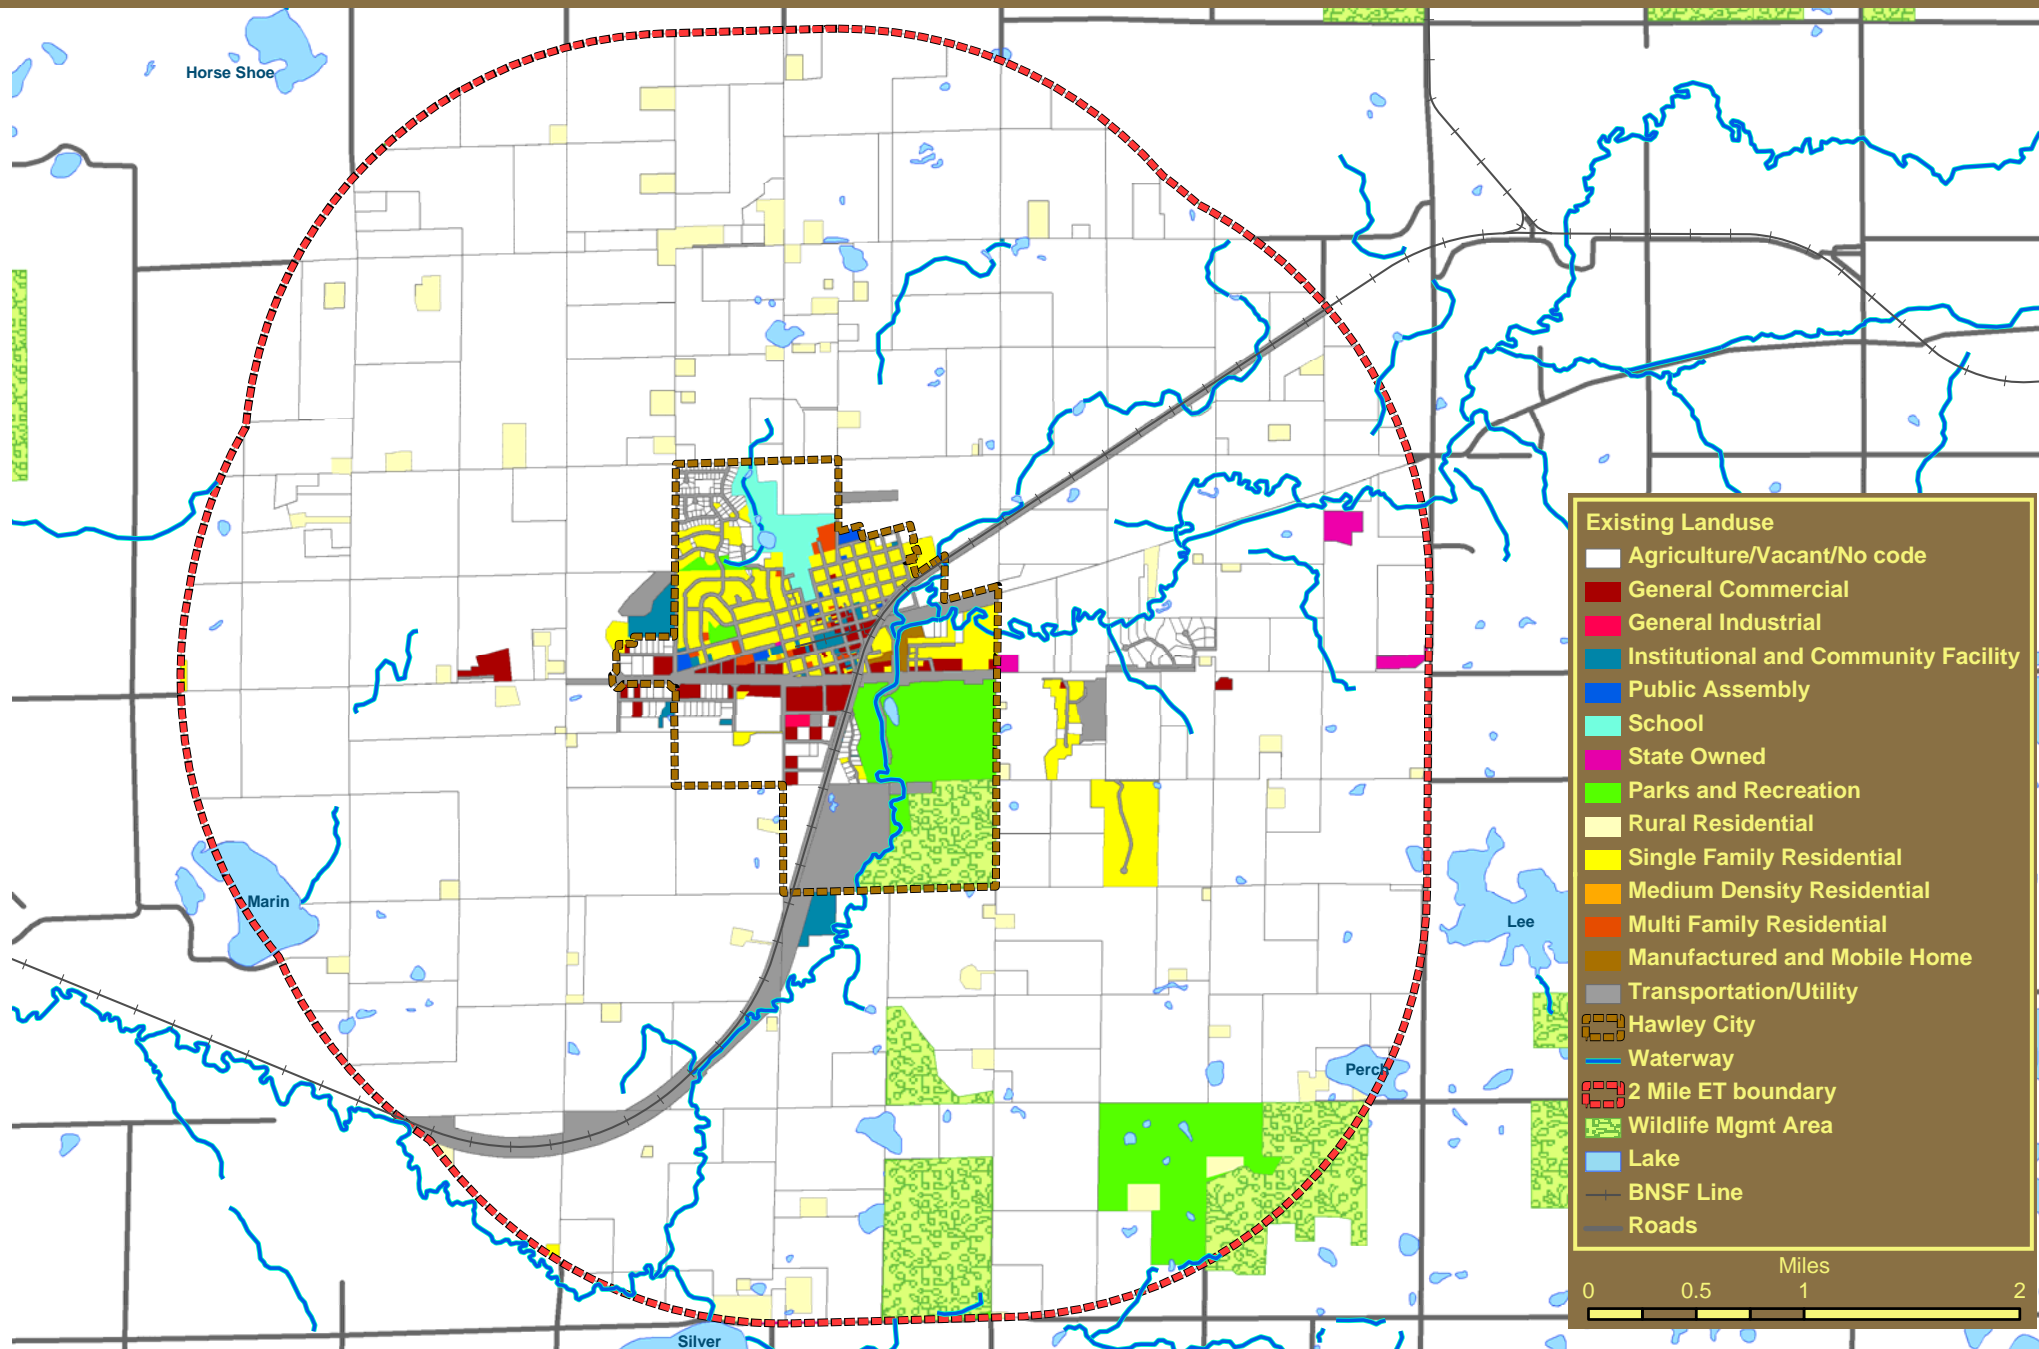 Horse Shoe
Existing Landuse
Agriculture/Vacant/No code
General Commercial
General Industrial
Institutional and Community Facility
Public Assembly
School
State Owned
Parks and Recreation
Rural Residential
Single Family Residential
Medium Density Residential
Multi Family Residential
Manufactured and Mobile Home
Transportation/Utility
Hawley City
Waterway
2 Mile ET boundary
Wildlife Mgmt Area
Lake
BNSF Line
Roads
Miles
0 0.5 1 2
Marin
Lee
Perch
Silver